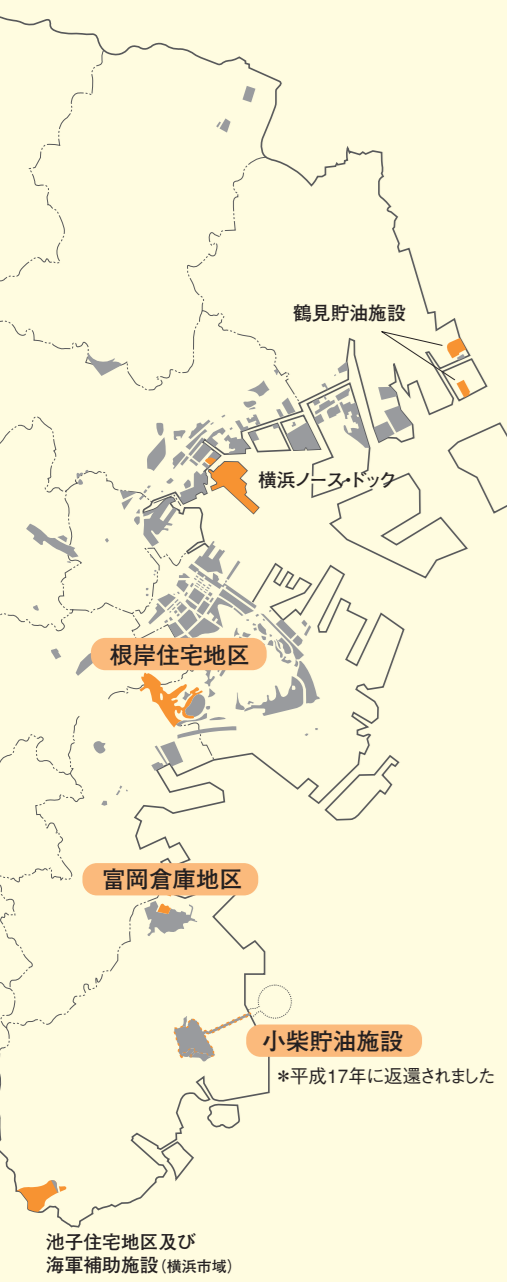 鶴見貯油施設
横浜ノース・ドック
根岸住宅地区
富岡倉庫地区
小柴貯油施設
*平成17年に返還されました
池子住宅地区及び
海軍補助施設(横浜市域)